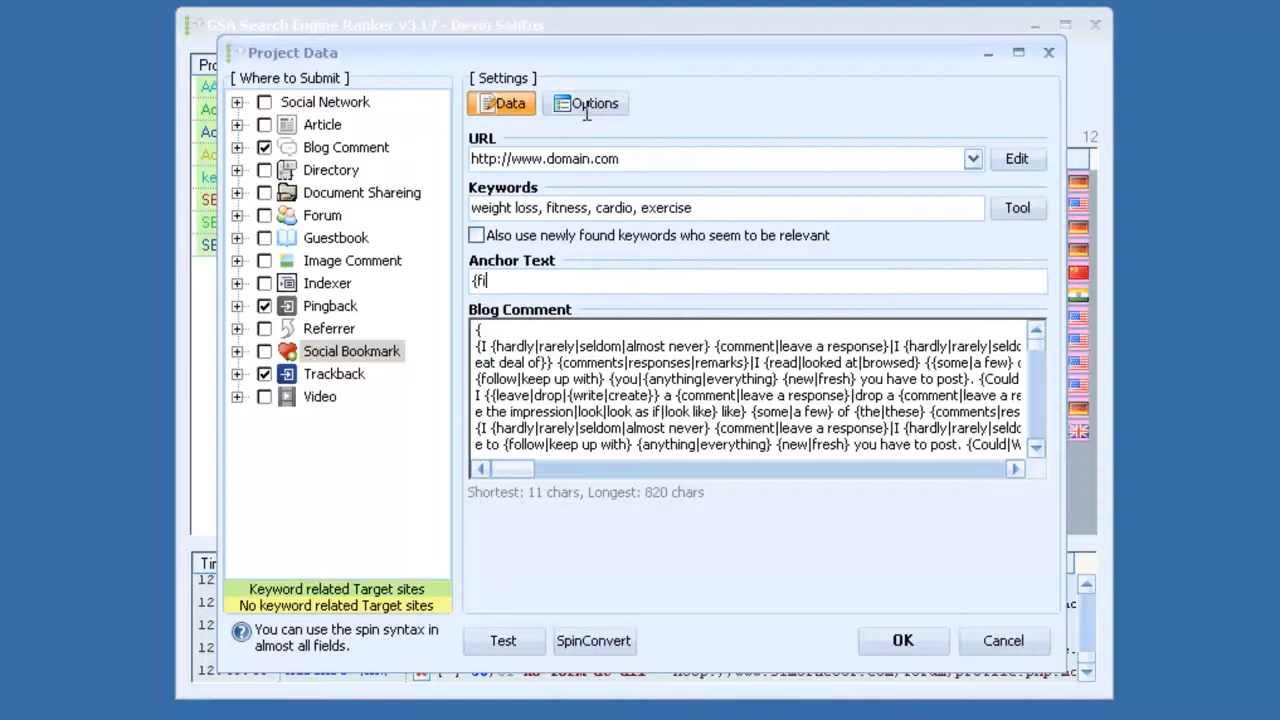 GSA Search Engine Ranker v3.17 - Devin Santos
Project Data
[ Where to Submit ]
Social Network
Article
Blog Comment
Directory
Document Shareing
Forum
Guestbook
Image Comment
Indexer
Pingback
Referrer
Social Bookmark
Trackback
Video
Keyword related Target sites
No keyword related Target sites
You can use the spin syntax in
almost all fields.
[ Settings ]
Data
Options
URL
http://www.domain.com
Edit
Keywords
weight loss, fitness, cardio, exercise
Tool
Also use newly found keywords who seem to be relevant
Anchor Text
{fi
Blog Comment
{
{I {hardly|rarely|seldom|almost never} {comment|leave a response}|I {hardly|rarely|seldo
eat deal of}} {comments|responses|remarks}|I {read|looked at|browsed} {{some|a few} o
{follow|keep up with} {you|{anything|everything} {new|fresh} you have to post}. {Could
I {{leave|drop|{write|create}} a {comment|leave a response}|drop a {comment|leave a re
e the impression|look|look as if|look like} like} {some|a few} of {the|these} {comments|res
{I {hardly|rarely|seldom|almost never} {comment|leave a response}|I {hardly|rarely|seldo
e to {follow|keep up with} {anything|everything} {new|fresh} you have to post. {Could|W
Shortest: 11 chars, Longest: 820 chars
Test
SpinConvert
OK
Cancel
Pro
12
Tin
12
12
12
12